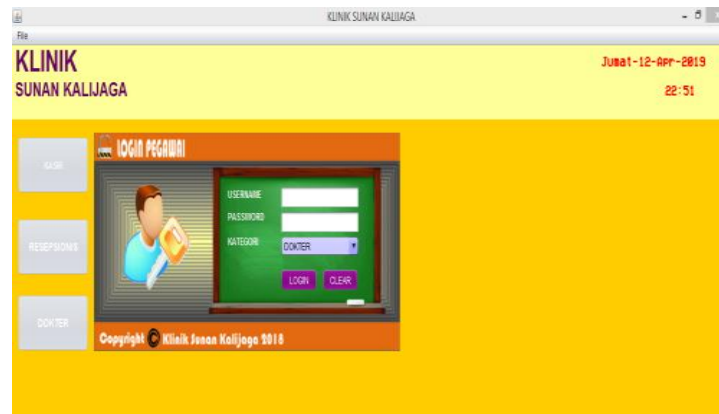 KLINIK SUNAN KALIJAGA
File
KLINIK
SUNAN KALIJAGA
Jumat-12-Apr-2019
22:51
KASIR
RESEPSIONIS
DOKTER
LOGIN PEGAWAI
USERNAME
PASSWORD
KATEGORI
DOKTER
LOGIN
CLEAR
Copyright © Klinik Sunan Kalijaga 2018